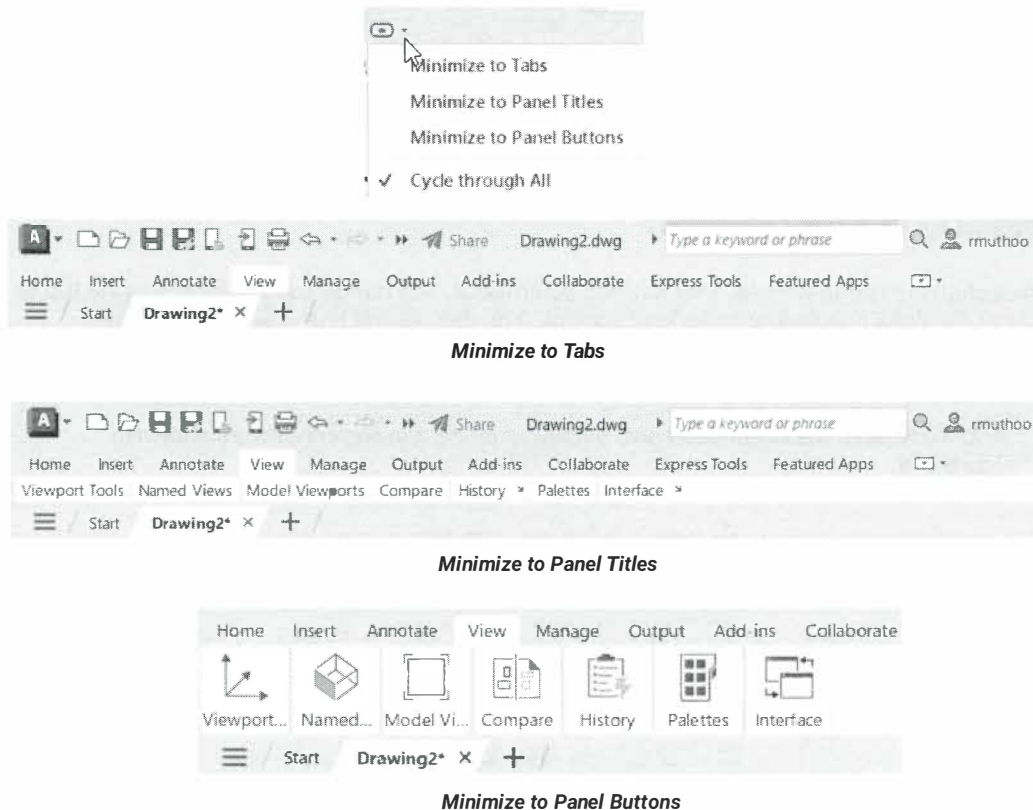 Minimize to Tabs
Minimize to Panel Titles
Minimize to Panel Buttons
✓ Cycle through All
A Share Drawing2.dwg Type a keyword or phrase rmuthoo
Home Insert Annotate View Manage Output Add-ins Collaborate Express Tools Featured Apps
Start Drawing2* × +
Minimize to Tabs
A Share Drawing2.dwg Type a keyword or phrase rmuthoo
Home Insert Annotate View Manage Output Add-ins Collaborate Express Tools Featured Apps
Viewport Tools Named Views Model Viewports Compare History Palettes Interface
Start Drawing2* × +
Minimize to Panel Titles
Home Insert Annotate View Manage Output Add-ins Collaborate
Viewport... Named... Model Vi... Compare History Palettes Interface
Start Drawing2* × +
Minimize to Panel Buttons